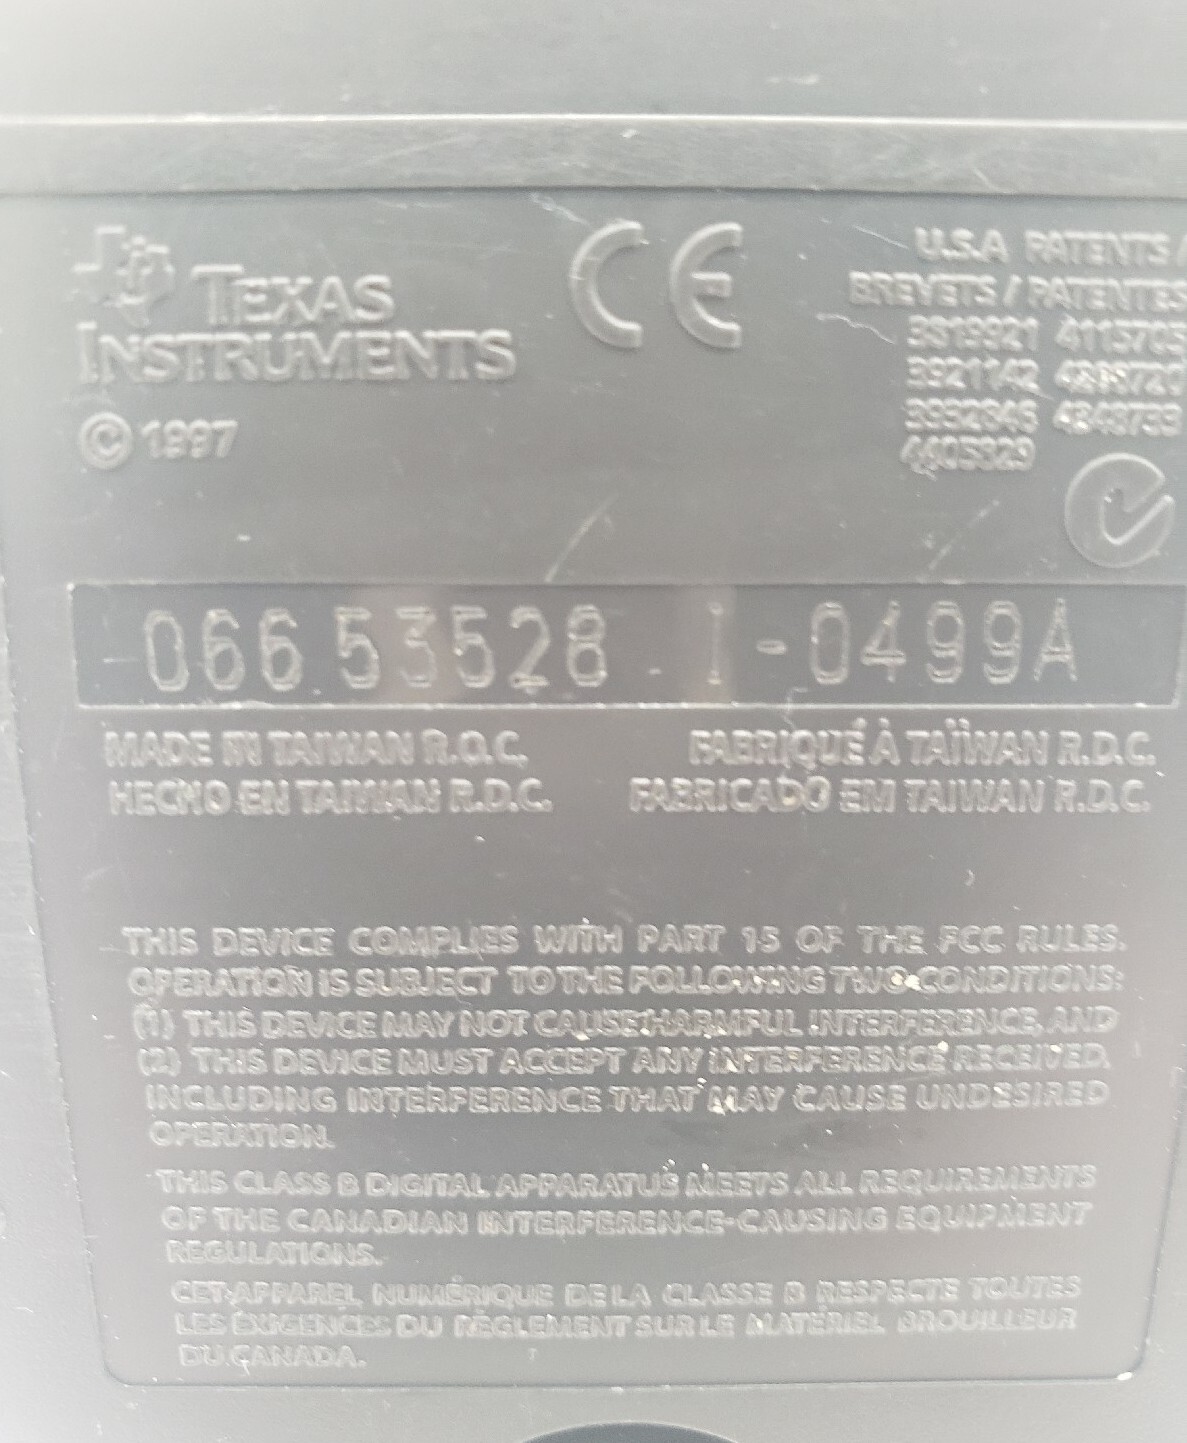 TEXAS
INSTRUMENTS
© 1997
CE
U.S.A PATENTS /
BREVETS / PATENTES
3819921 4115705
3921142 4208720
3932846 4348733
4405829
06653528 I-0499A
MADE IN TAIWAN R.O.C.
HECHO EN TAIWAN R.D.C.
FABRIQUÉ À TAÏWAN R.D.C.
FABRICADO EM TAIWAN R.D.C.
THIS DEVICE COMPLIES WITH PART 15 OF THE FCC RULES.
OPERATION IS SUBJECT TO THE FOLLOWING TWO CONDITIONS:
(1) THIS DEVICE MAY NOT CAUSE HARMFUL INTERFERENCE, AND
(2) THIS DEVICE MUST ACCEPT ANY INTERFERENCE RECEIVED,
INCLUDING INTERFERENCE THAT MAY CAUSE UNDESIRED
OPERATION.
THIS CLASS B DIGITAL APPARATUS MEETS ALL REQUIREMENTS
OF THE CANADIAN INTERFERENCE-CAUSING EQUIPMENT
REGULATIONS.
CET APPAREL NUMÉRIQUE DE LA CLASSE B RESPECTE TOUTES
LES EXIGENCES DU RÈGLEMENT SUR LE MATÉRIEL BROUILLEUR
DU CANADA.